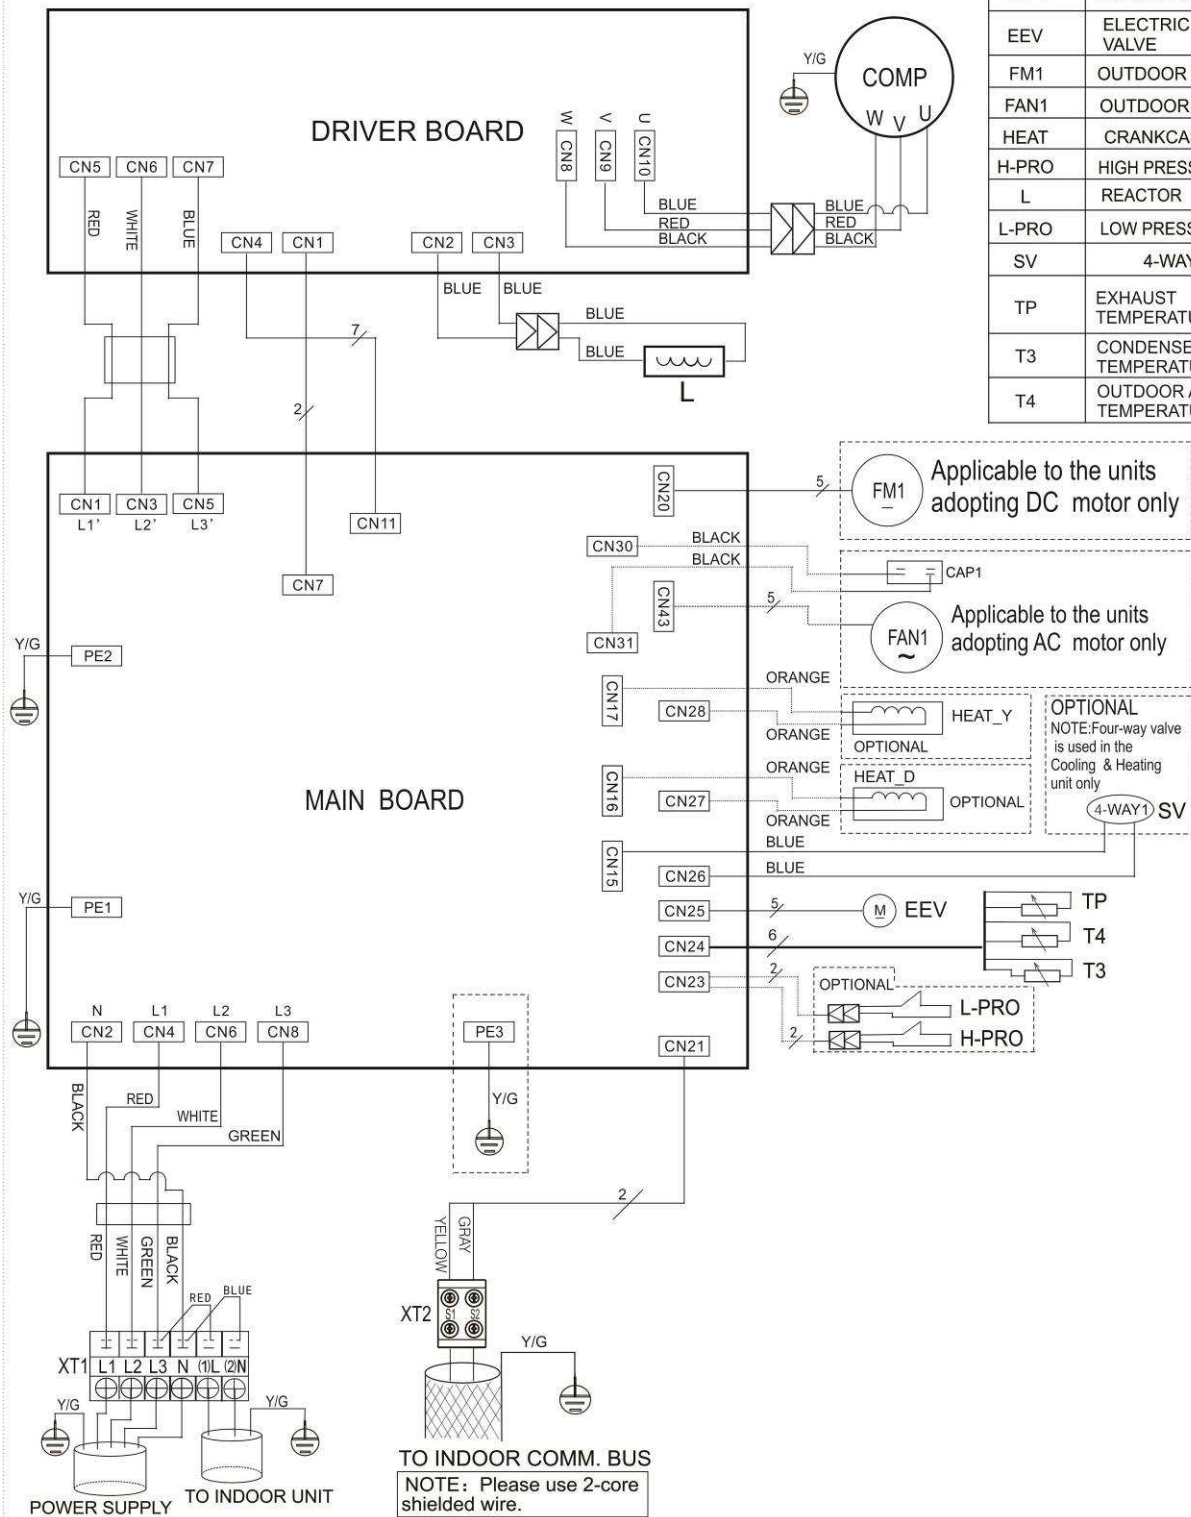 DRIVER BOARD
CN5
CN6
CN7
RED
WHITE
BLUE
CN4
CN1
CN2
CN3
W
V
U
CN8
CN9
CN10
BLUE
RED
BLACK
BLUE
RED
BLACK
Y/G
COMP
W
V
U
BLUE
BLUE
BLUE
BLUE
L
7
2
EEV
ELECTRIC
VALVE
FM1
OUTDOOR
FAN1
OUTDOOR
HEAT
H-PRO
HIGH
L
REACTOR
L-PRO
LOW
SV
TP
EXHAUST
T3
T4
OUTDOOR
MAIN BOARD
CN1
CN3
CN5
L1'
L2'
L3'
CN11
CN7
CN20
5
FM1
Applicable to the units
adopting DC motor only
CN30
BLACK
BLACK
CAP1
CN43
5
CN31
FAN1
~
Applicable to the units
adopting AC motor only
Y/G
PE2
CN17
CN28
ORANGE
ORANGE
HEAT_Y
OPTIONAL
OPTIONAL
NOTE:Four-way valve
is used in the
Cooling & Heating
unit only
4-WAY1
SV
CN16
CN27
ORANGE
ORANGE
HEAT_D
OPTIONAL
CN15
CN26
BLUE
BLUE
Y/G
PE1
CN25
5
M
EEV
CN24
6
TP
T4
T3
CN23
2
2
OPTIONAL
L-PRO
H-PRO
CN21
N
L1
L2
L3
CN2
CN4
CN6
CN8
PE3
Y/G
BLACK
RED
WHITE
GREEN
RED
WHITE
GREEN
BLACK
RED
BLUE
XT1
L1
L2
L3
N
(1)L
(2)N
Y/G
Y/G
POWER SUPPLY
TO INDOOR UNIT
2
YELLOW
GRAY
XT2
S1
S2
Y/G
TO INDOOR COMM. BUS
NOTE: Please use 2-core
shielded wire.